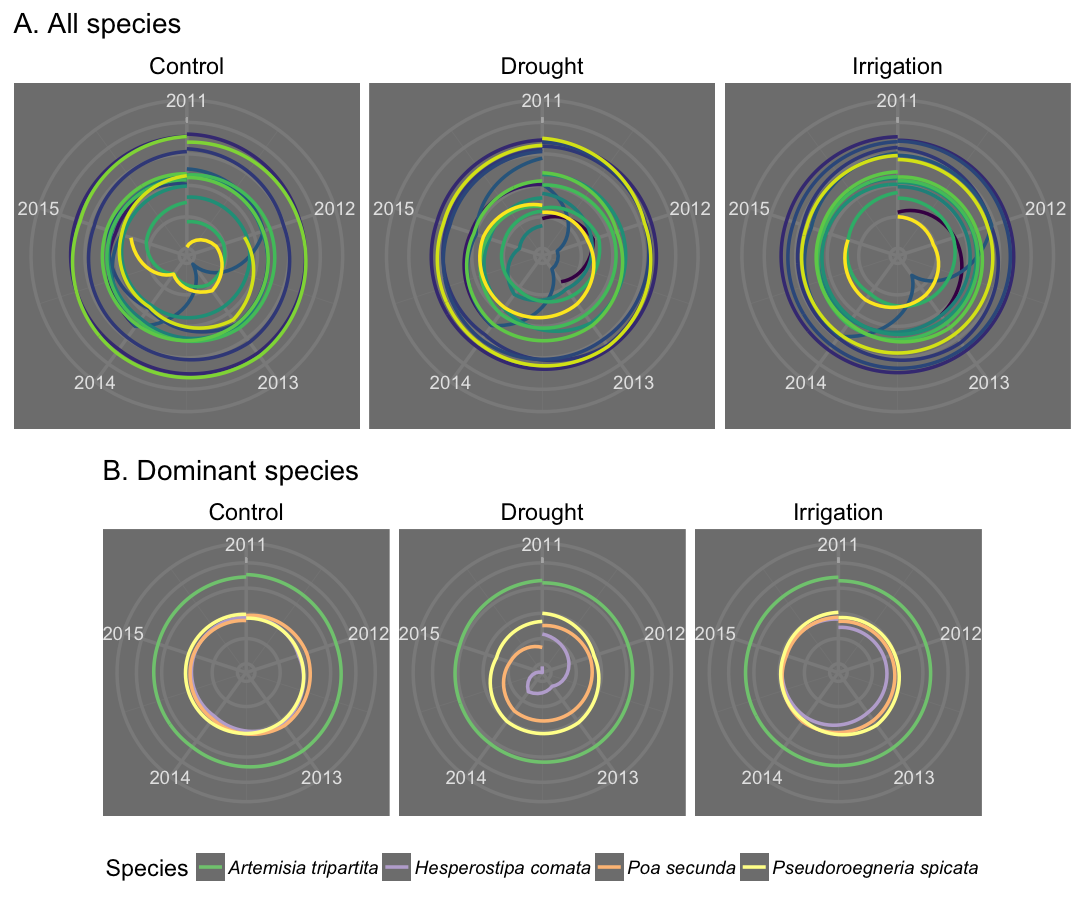 A. All species
Control Drought Irrigation
2011 2011 2011
2015 2012 2015 2012 2015 2012
2014 2013 2014 2013 2014 2013
B. Dominant species
Control Drought Irrigation
2011 2011 2011
2015 2012 2015 2012 2015 2012
2014 2013 2014 2013 2014 2013
Species Artemisia tripartita Hesperostipa comata Poa secunda Pseudoroegneria spicata